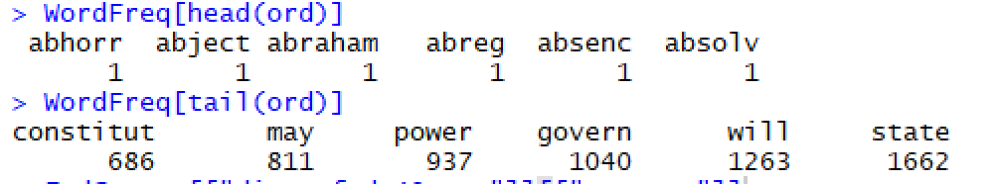 > WordFreq[head(ord)]
abhorr abject abraham abreg absenc absolv
1 1 1 1 1 1
> WordFreq[tail(ord)]
constitut may power govern will state
686 811 937 1040 1263 1662